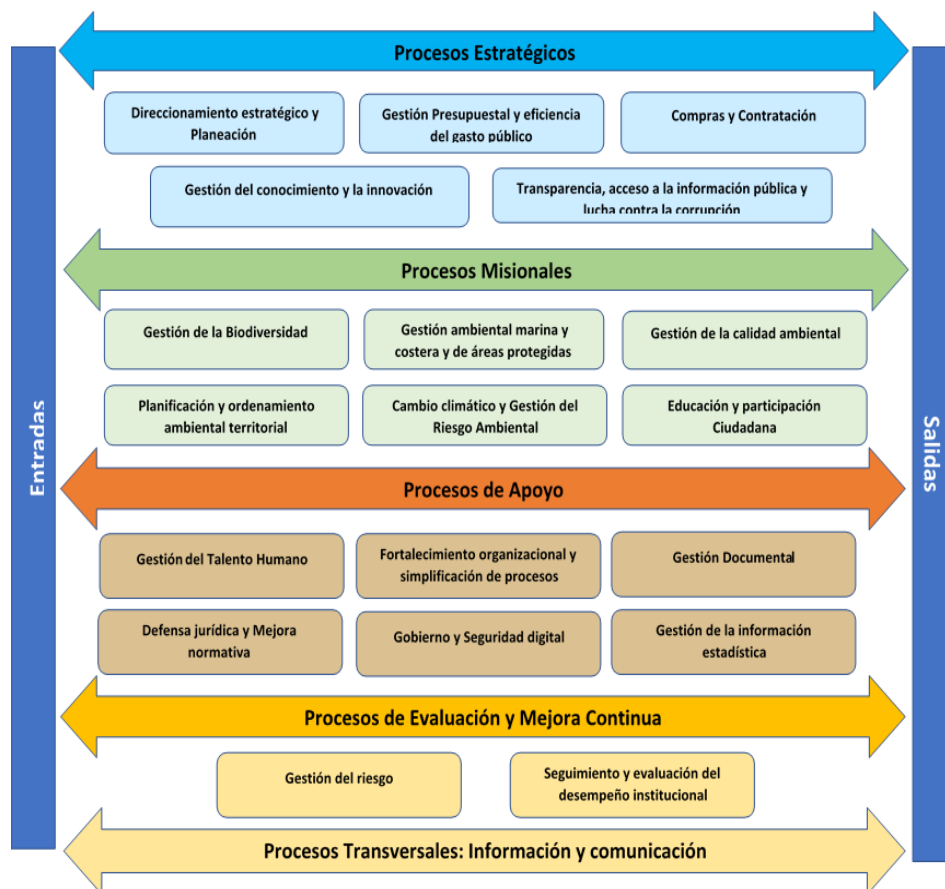 Procesos Estratégicos
Direccionamiento estratégico y
Planeación
Gestión Presupuestal y eficiencia
del gasto público
Compras y Contratación
Gestión del conocimiento y la innovación
Transparencia, acceso a la información pública y
lucha contra la corrupción
Procesos Misionales
Gestión de la Biodiversidad
Gestión ambiental marina y
costera y de áreas protegidas
Gestión de la calidad ambiental
Planificación y ordenamiento
ambiental territorial
Cambio climático y Gestión del
Riesgo Ambiental
Educación y participación
Ciudadana
Entradas
Salidas
Procesos de Apoyo
Gestión del Talento Humano
Fortalecimiento organizacional y
simplificación de procesos
Gestión Documental
Defensa jurídica y Mejora
normativa
Gobierno y Seguridad digital
Gestión de la información
estadística
Procesos de Evaluación y Mejora Continua
Gestión del riesgo
Seguimiento y evaluación del
desempeño institucional
Procesos Transversales: Información y comunicación